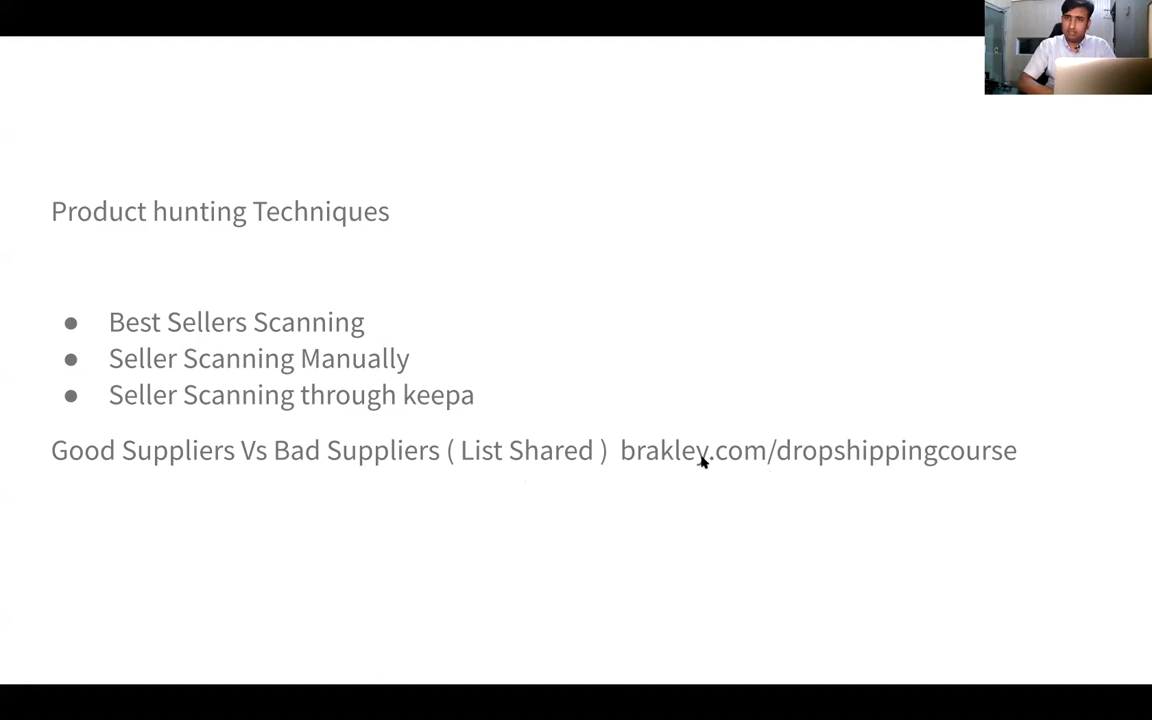 Product hunting Techniques
● Best Sellers Scanning
● Seller Scanning Manually
● Seller Scanning through keepa
Good Suppliers Vs Bad Suppliers ( List Shared ) brakley.com/dropshippingcourse